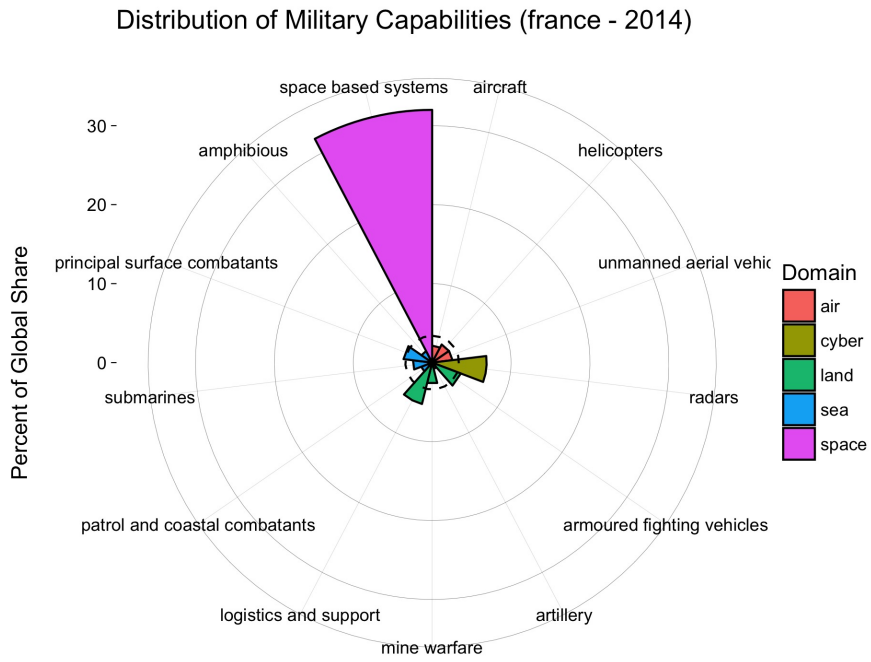 Distribution of Military Capabilities (france - 2014)
space based systems
aircraft
30
amphibious
helicopters
20
principal surface combatants
unmanned aerial vehic
10
0
Percent of Global Share
submarines
radars
patrol and coastal combatants
armoured fighting vehicles
logistics and support
artillery
mine warfare
Domain
air
cyber
land
sea
space